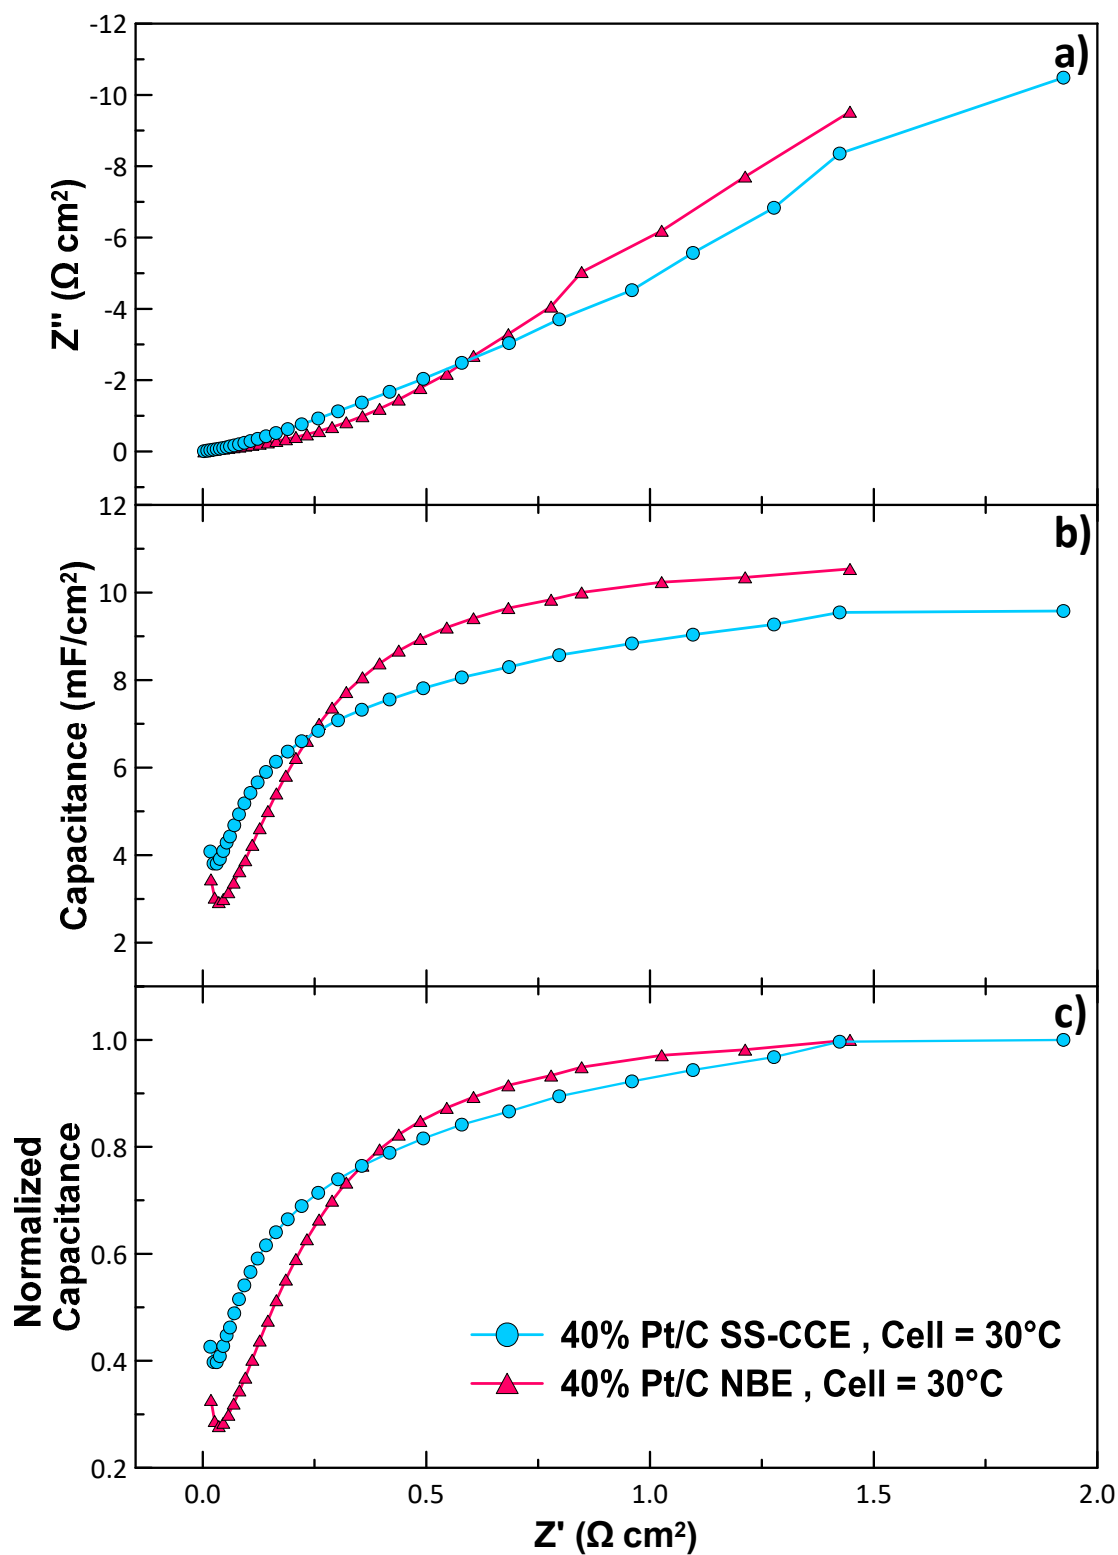 a)
-12
-10
-8
-6
-4
-2
0
Z" (Ω cm²)
b)
12
10
8
6
4
2
Capacitance (mF/cm²)
c)
1.0
0.8
0.6
0.4
0.2
Normalized
Capacitance
40% Pt/C SS-CCE , Cell = 30°C
40% Pt/C NBE , Cell = 30°C
0.0 0.5 1.0 1.5 2.0
Z' (Ω cm²)